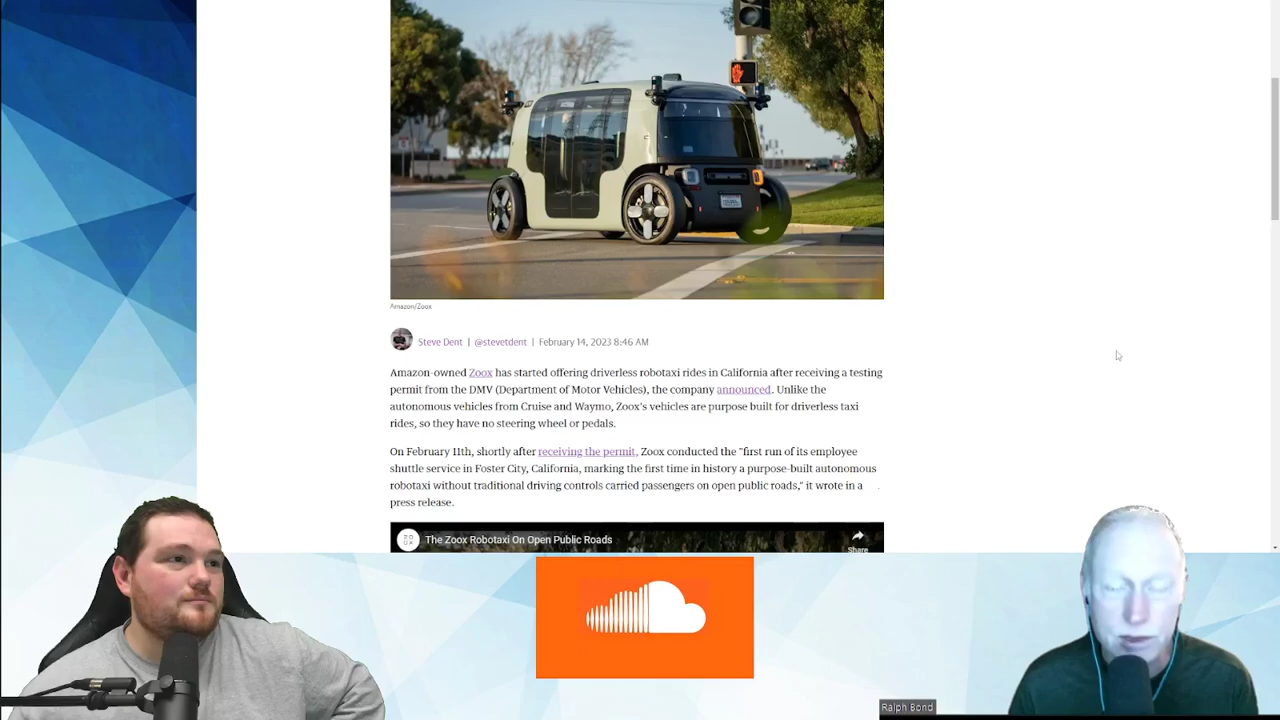 Amazon/Zoox
Steve Dent | @stevetdent | February 14, 2023 8:46 AM
Amazon-owned Zoox has started offering driverless robotaxi rides in California after receiving a testing
permit from the DMV (Department of Motor Vehicles), the company announced. Unlike the
autonomous vehicles from Cruise and Waymo, Zoox's vehicles are purpose built for driverless taxi
rides, so they have no steering wheel or pedals.
On February 11th, shortly after receiving the permit, Zoox conducted the "first run of its employee
shuttle service in Foster City, California, marking the first time in history a purpose-built autonomous
robotaxi without traditional driving controls carried passengers on open public roads," it wrote in a
press release.
The Zoox Robotaxi On Open Public Roads
Share
Ralph Bond